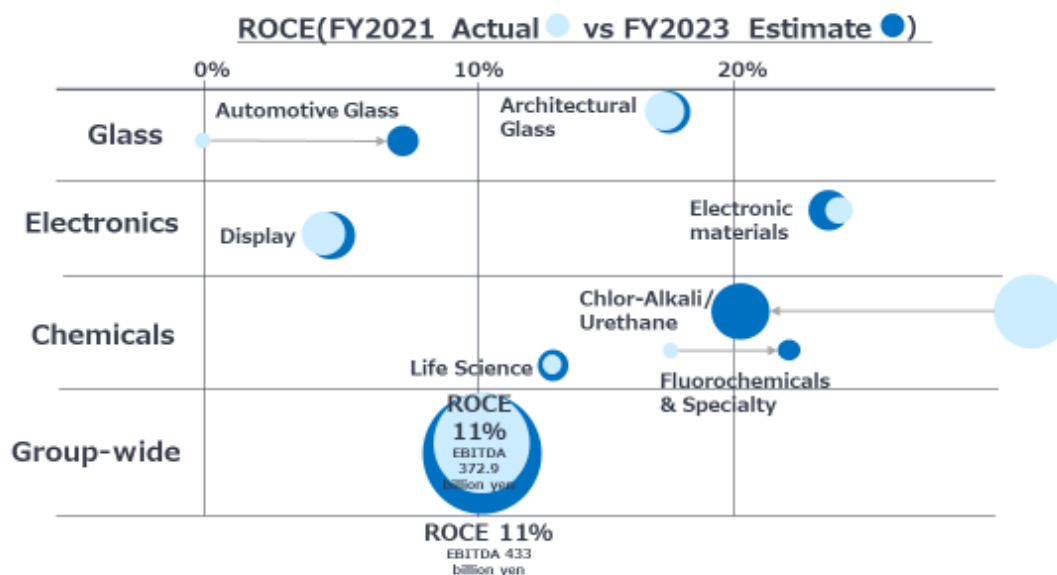 ROCE(FY2021 Actual vs FY2023 Estimate )
0%
10%
20%
Glass
Automotive Glass
Architectural
Glass
Electronics
Display
Electronic
materials
Chemicals
Chlor-Alkali/
Urethane
Life Science
Fluorochemicals
& Specialty
Group-wide
ROCE
11%
EBITDA
372.9
billion yen
ROCE 11%
EBITDA 433
billion yen